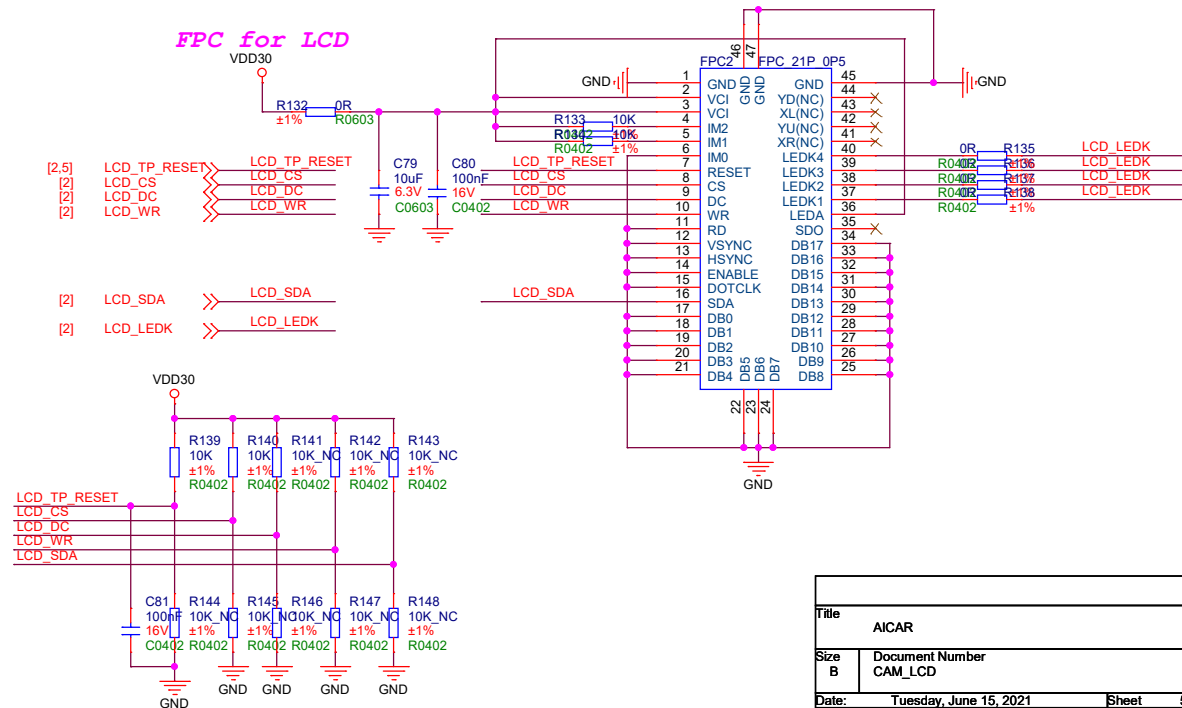 FPC for LCD
VDD30
R132 0R
±1% R0603
[2,5] LCD_TP_RESET LCD_TP_RESET
[2] LCD_CS LCD_CS
[2] LCD_DC LCD_DC
[2] LCD_WR LCD_WR
[2] LCD_SDA LCD_SDA
[2] LCD_LEDK LCD_LEDK
C79
10uF
6.3V
C0603
C80
100nF
16V
C0402
R133 10K
10K
R0402 ±1%
LCD_TP_RESET
LCD_CS
LCD_DC
LCD_WR
LCD_SDA
GND
46 47
FPC2 FPC_21P_0P5
GND GND
1 GND GND 45
2 VCI YD(NC) 44
3 VCI XL(NC) 43
4 IM2 YU(NC) 42
5 IM1 XR(NC) 41
6 IM0 LEDK4 40
7 RESET LEDK3 39
8 CS LEDK2 38
9 DC LEDK1 37
10 WR LEDA 36
11 RD SDO 35
12 VSYNC DB17 34
13 HSYNC DB16 33
14 ENABLE DB15 32
15 DOTCLK DB14 31
16 SDA DB13 30
17 DB0 DB12 29
18 DB1 DB11 28
19 DB2 DB10 27
20 DB3 DB9 26
21 DB4 DB8 25
DB5 DB6 DB7
22 23 24
GND
GND
0R R135 LCD_LEDK
R136 LCD_LEDK
R137 LCD_LEDK
R138 LCD_LEDK
R0402 ±1%
VDD30
R139
10K
±1%
R0402
R140
10K
±1%
R0402
R141
10K_NC
±1%
R0402
R142
10K_NC
±1%
R0402
R143
10K_NC
±1%
R0402
LCD_TP_RESET
LCD_CS
LCD_DC
LCD_WR
LCD_SDA
C81
100nF
16V
C0402
R144
10K_NC
±1%
R0402
R145
10K_NC
±1%
R0402
R146
10K_NC
±1%
R0402
R147
10K_NC
±1%
R0402
R148
10K_NC
±1%
R0402
GND
GND
GND
GND
GND
Title
AICAR
Size Document Number
B CAM_LCD
Date: Tuesday, June 15, 2021 Sheet